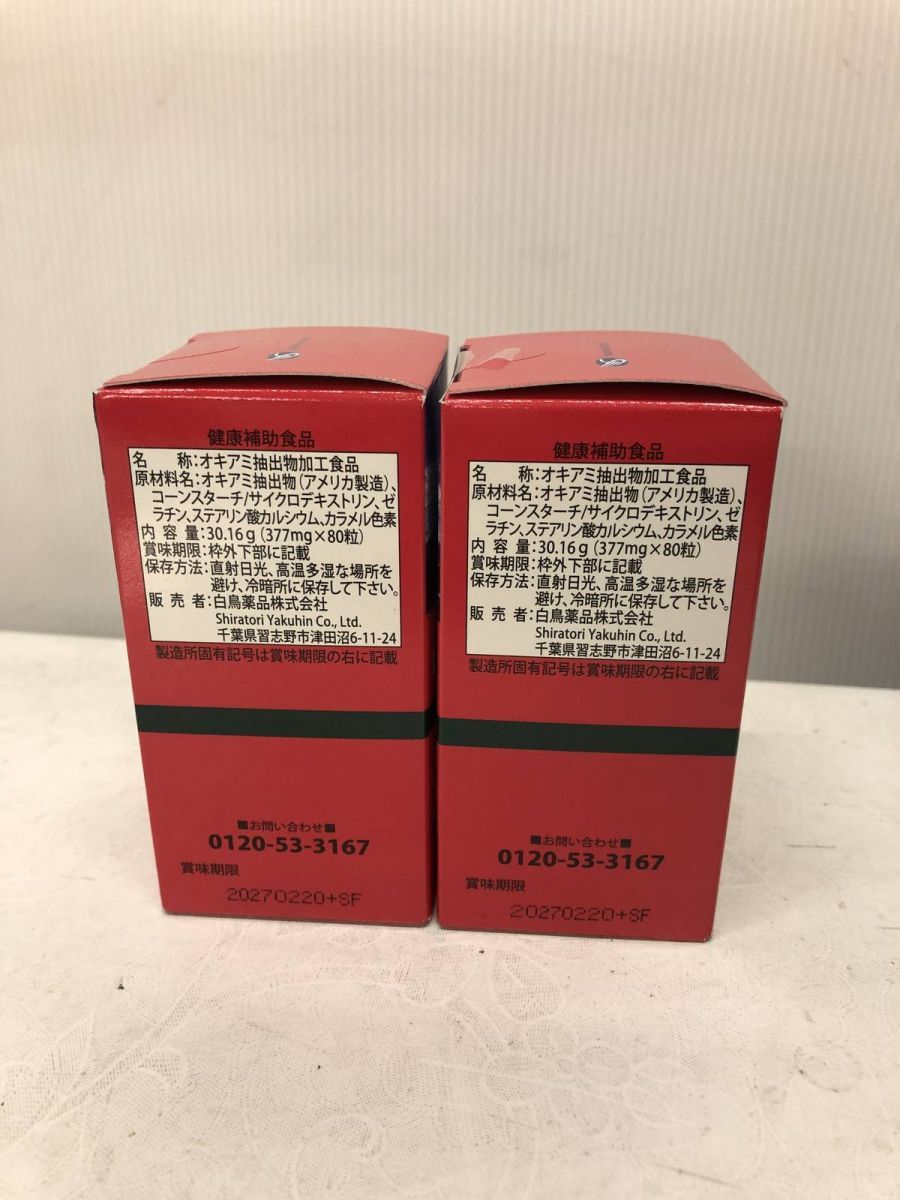 健康補助食品
名　　称：オキアミ抽出物加工食品
原材料名：オキアミ抽出物（アメリカ製造）、
コーンスターチ/サイクロデキストリン、ゼ
ラチン、ステアリン酸カルシウム、カラメル色素
内 容 量：30.16g（377mg×80粒）
賞味期限：枠外下部に記載
保存方法：直射日光、高温多湿な場所を
避け、冷暗所に保存して下さい。
販 売 者：白鳥薬品株式会社
Shiratori Yakuhin Co., Ltd.
千葉県習志野市津田沼6-11-24
製造所固有記号は賞味期限の右に記載
■お問い合わせ■
0120-53-3167
賞味期限
20270220+SF
健康補助食品
名　　称：オキアミ抽出物加工食品
原材料名：オキアミ抽出物（アメリカ製造）、
コーンスターチ/サイクロデキストリン、ゼ
ラチン、ステアリン酸カルシウム、カラメル色素
内 容 量：30.16g（377mg×80粒）
賞味期限：枠外下部に記載
保存方法：直射日光、高温多湿な場所を
避け、冷暗所に保存して下さい。
販 売 者：白鳥薬品株式会社
Shiratori Yakuhin Co., Ltd.
千葉県習志野市津田沼6-11-24
製造所固有記号は賞味期限の右に記載
■お問い合わせ■
0120-53-3167
賞味期限
20270220+SF